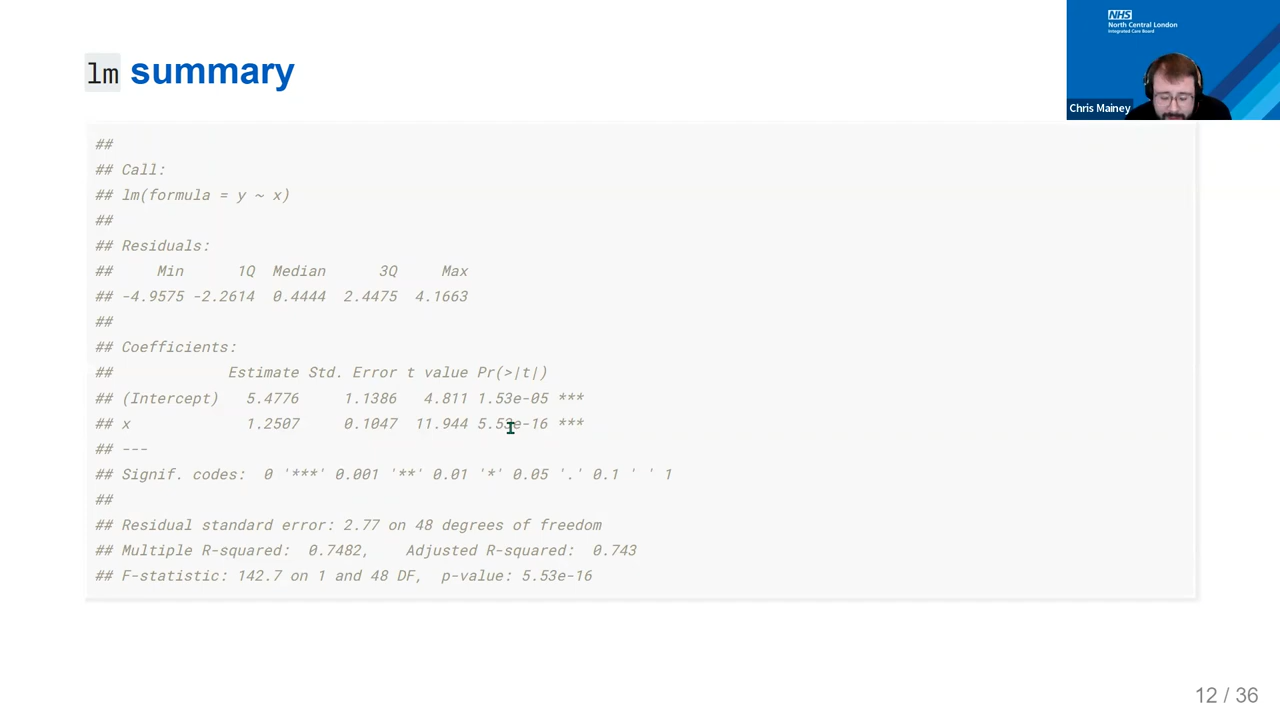 NHS
North Central London
Integrated Care Board
Chris Mainey
lm summary
##
## Call:
## lm(formula = y ~ x)
##
## Residuals:
##     Min      1Q  Median      3Q     Max
## -4.9575 -2.2614  0.4444  2.4475  4.1663
##
## Coefficients:
##             Estimate Std. Error t value Pr(>|t|)
## (Intercept)   5.4776     1.1386   4.811 1.53e-05 ***
## x             1.2507     0.1047  11.944 5.53e-16 ***
## ---
## Signif. codes:  0 '***' 0.001 '**' 0.01 '*' 0.05 '.' 0.1 ' ' 1
##
## Residual standard error: 2.77 on 48 degrees of freedom
## Multiple R-squared:  0.7482,    Adjusted R-squared:  0.743
## F-statistic: 142.7 on 1 and 48 DF,  p-value: 5.53e-16
12 / 36